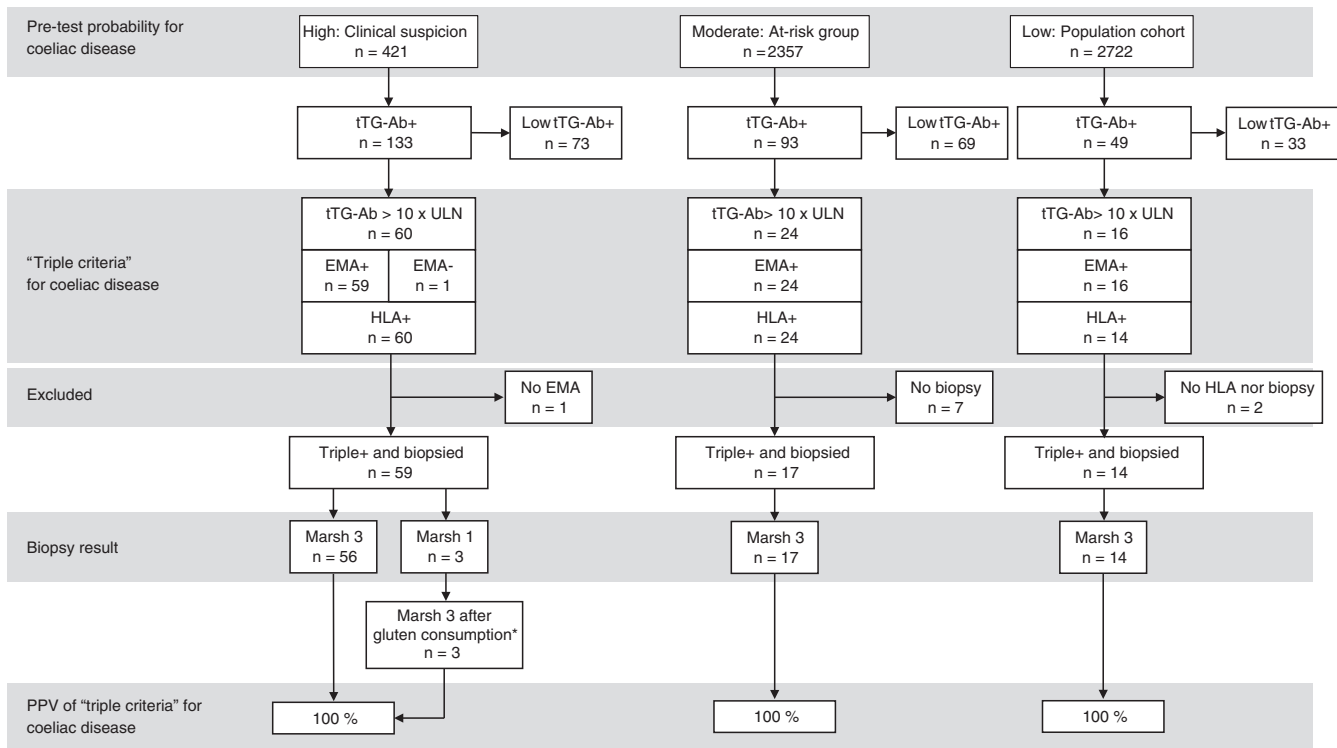 Pre-test probability for
coeliac disease
High: Clinical suspicion
n = 421
Moderate: At-risk group
n =2357
Low: Population cohort
n = 2722
tTG-Ab+
n = 133
Low tTG-Ab+
n = 73
tTG-Ab+
n = 93
Low tTG-Ab+
n = 69
tTG-Ab+
n = 49
Low tTG-Ab+
n = 33
“Triple criteria”
for coeliac disease
tTG-Ab > 10 x ULN
n = 60
EMA+
n = 59
EMA-
n = 1
HLA+
n = 60
tTG-Ab> 10 x ULN
n = 24
EMA+
n = 24
HLA+
n = 24
tTG-Ab> 10 x ULN
n = 16
EMA+
n = 16
HLA+
n = 14
Excluded
No EMA
n = 1
No biopsy
n = 7
No HLA nor biopsy
n = 2
Triple+ and biopsied
n = 59
Triple+ and biopsied
n = 17
Triple+ and biopsied
n = 14
Biopsy result
Marsh 3
n = 56
Marsh 1
n = 3
Marsh 3
n = 17
Marsh 3
n = 14
Marsh 3 after
gluten consumption*
n = 3
PPV of “triple criteria” for
coeliac disease
100 %
100 %
100 %